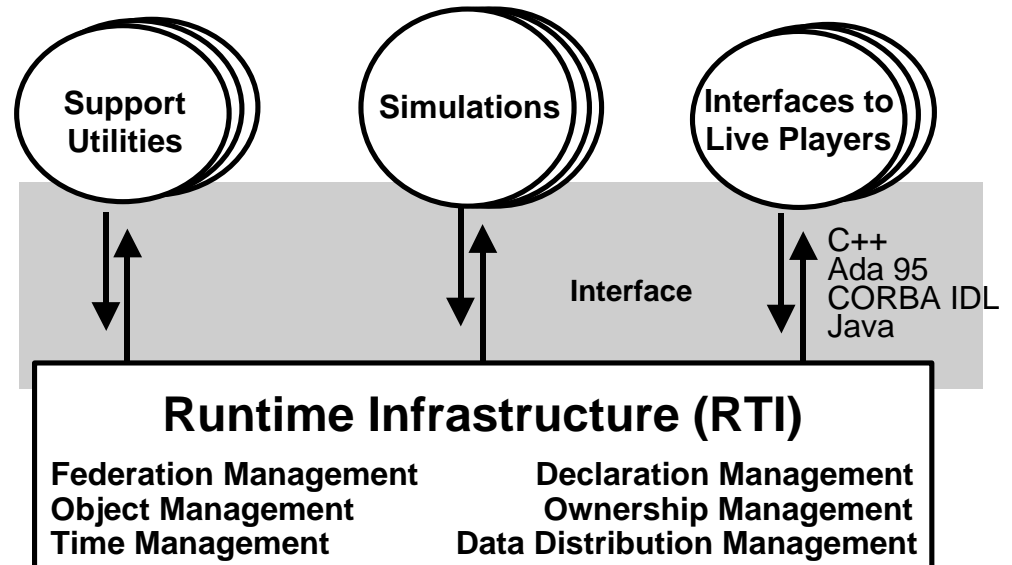 Support
Utilities
Simulations
Interfaces to
Live Players
C++
Ada 95
CORBA IDL
Java
Interface
Runtime Infrastructure (RTI)
Federation Management
Declaration Management
Object Management
Ownership Management
Time Management
Data Distribution Management